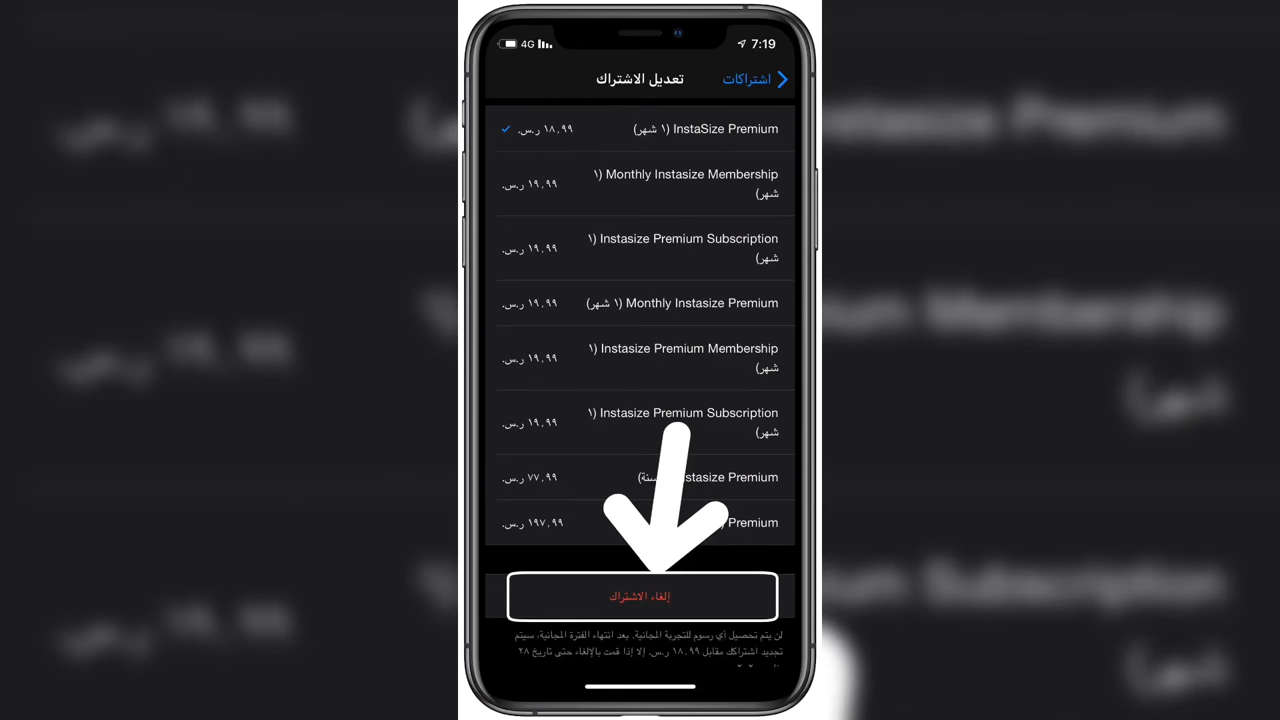 4G 7:19
اشتراكات
تعديل الاشتراك
InstaSize Premium (١ شهر) ١٨,٩٩ ر.س.
Monthly Instasize Membership (١ شهر) ١٩,٩٩ ر.س.
Instasize Premium Subscription (١ شهر) ١٩,٩٩ ر.س.
Monthly Instasize Premium (١ شهر) ١٩,٩٩ ر.س.
Instasize Premium Membership (١ شهر) ١٩,٩٩ ر.س.
Instasize Premium Subscription (١ شهر) ١٩,٩٩ ر.س.
Premium ٧٧,٩٩ ر.س.
Premium ١٩٧,٩٩ ر.س.
إلغاء الاشتراك
لن يتم تحصيل أي رسوم للتجربة المجانية. بعد انتهاء الفترة المجانية، سيتم
تجديد اشتراكك مقابل ١٨,٩٩ ر.س. إلا إذا قمت بالإلغاء حتى تاريخ ٢٨